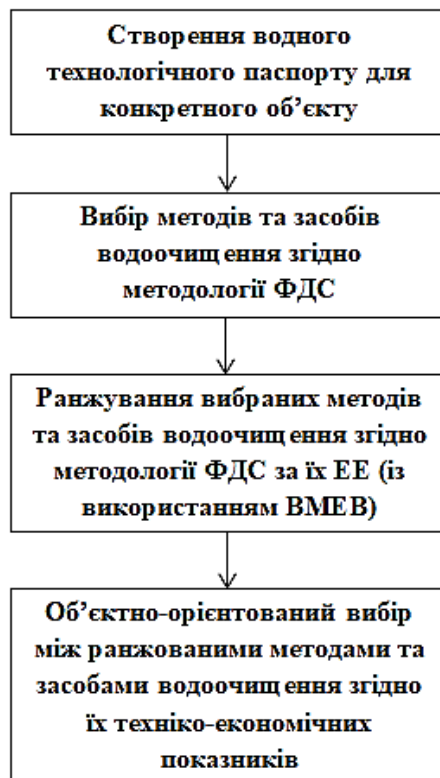 Створення водного
технологічного паспорту для
конкретного об’єкту
Вибір методів та засобів
водоочищення згідно
методології ФДС
Ранжування вибраних методів
та засобів водоочищення згідно
методології ФДС за їх ЕЕ (із
використанням ВМЕВ)
Об’єктно-орієнтований вибір
між ранжованими методами та
засобами водоочищення згідно
їх техніко-економічних
показників